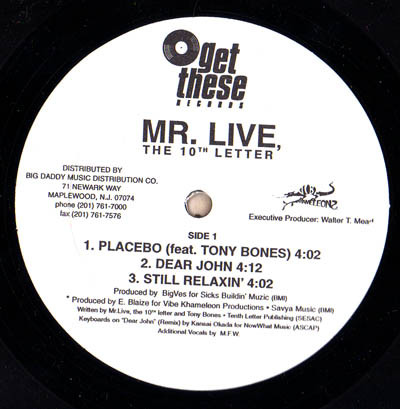 get
these
RECORDS
MR. LIVE,
THE 10TH LETTER
DISTRIBUTED BY
BIG DADDY MUSIC DISTRIBUTION CO.
71 NEWARK WAY
MAPLEWOOD, N.J. 07074
phone (201) 761-7000
fax (201) 761-7576
Executive Producer: Walter T. Mea
SIDE 1
1. PLACEBO (feat. TONY BONES) 4:02
2. DEAR JOHN 4:12
3. STILL RELAXIN' 4:02
Produced by BigVes for Sicks Buildin' Muzic (BMI)
* Produced by E. Blaize for Vibe Khameleon Productions • Savya Music (BMI)
Written by Mr.Live, the 10th letter and Tony Bones • Tenth Letter Publishing (SESAC)
Keyboards on "Dear John" (Remix) by Kansai Okada for NowWhat Music (ASCAP)
Additional Vocals by M.F.W.